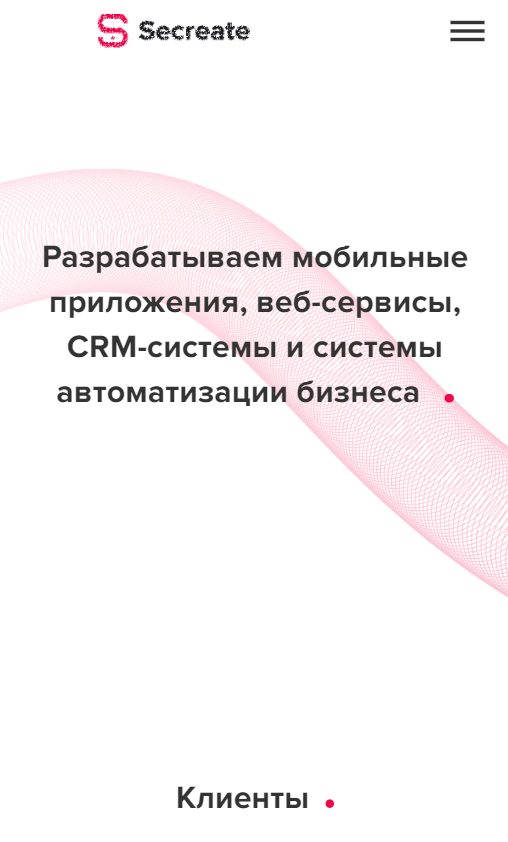 Secreate
Разрабатываем мобильные
приложения, веб-сервисы,
CRM-системы и системы
автоматизации бизнеса .
Клиенты .